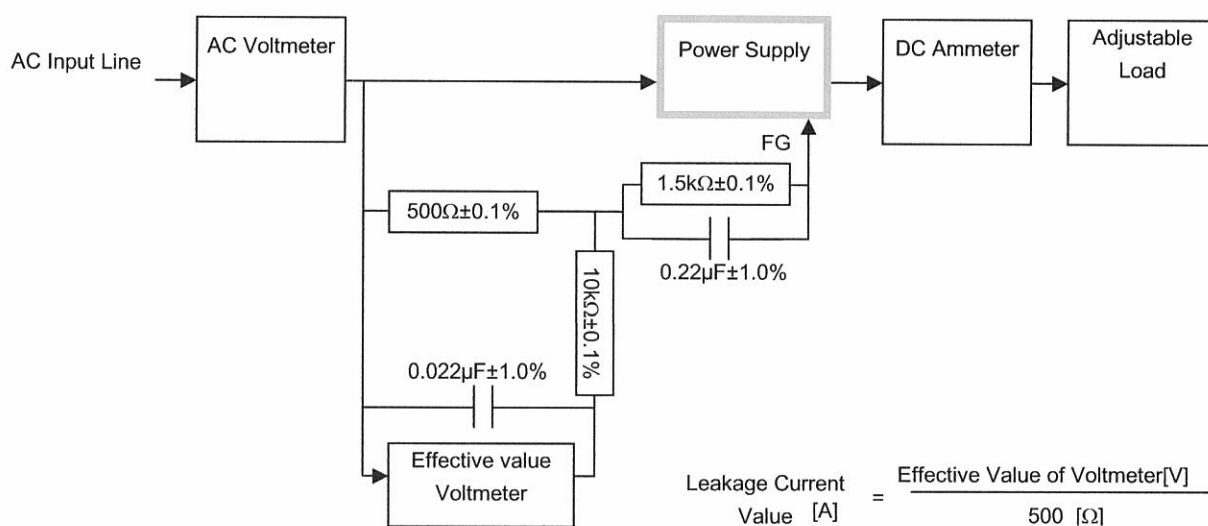 AC Input Line
AC Voltmeter
Power Supply
DC Ammeter
Adjustable
Load
FG
1.5kΩ±0.1%
500Ω±0.1%
0.22µF±1.0%
10kΩ±0.1%
0.022µF±1.0%
Effective value
Voltmeter
Leakage Current
Value [A]
=
Effective Value of Voltmeter[V]
500 [Ω]